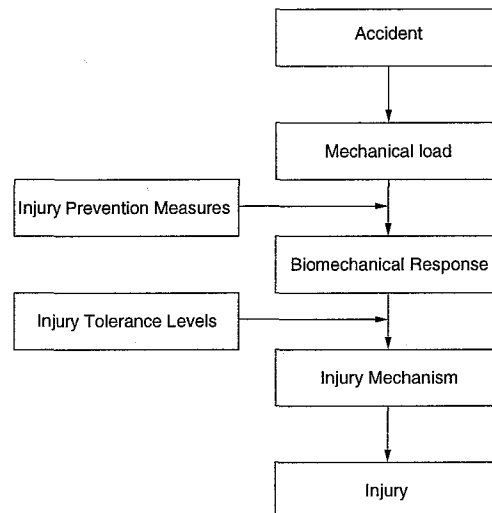 Accident
Mechanical load
Injury Prevention Measures
Biomechanical Response
Injury Tolerance Levels
Injury Mechanism
Injury